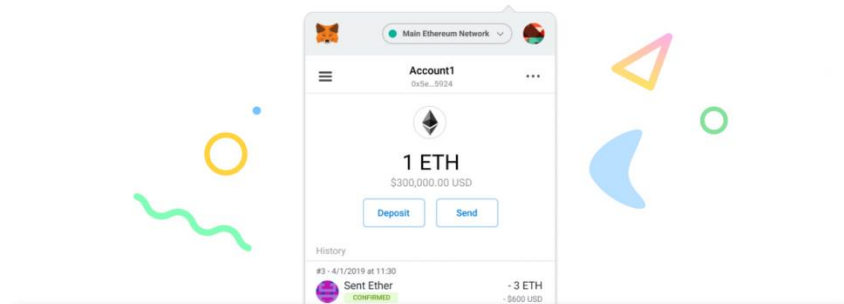 Main Ethereum Network
Account1
0x5e...5924
1 ETH
$300,000.00 USD
Deposit Send
History
#3 - 4/1/2019 at 11:30
Sent Ether - 3 ETH
CONFIRMED - $600 USD